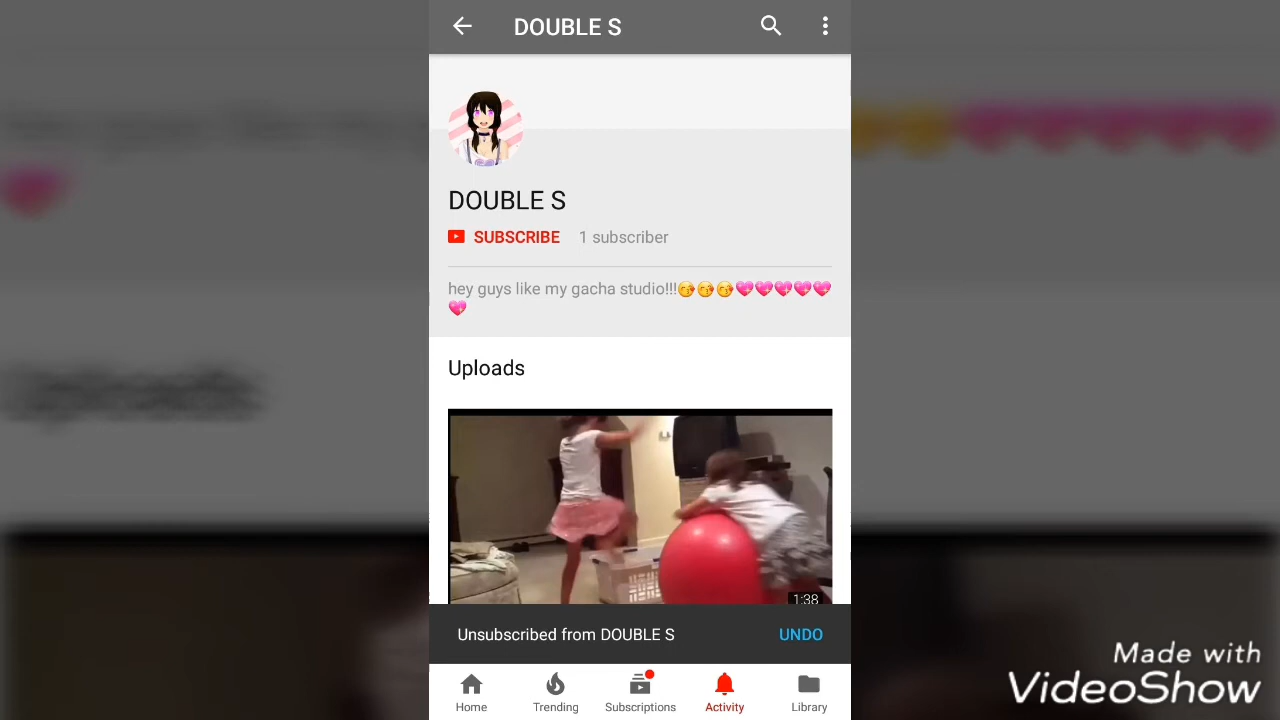 DOUBLE S
DOUBLE S
SUBSCRIBE 1 subscriber
hey guys like my gacha studio!!!🥳🥳🥳💖💖💖💖💖
💖
Uploads
1:38
Unsubscribed from DOUBLE S UNDO
Home Trending Subscriptions Activity Library
Made with
VideoShow